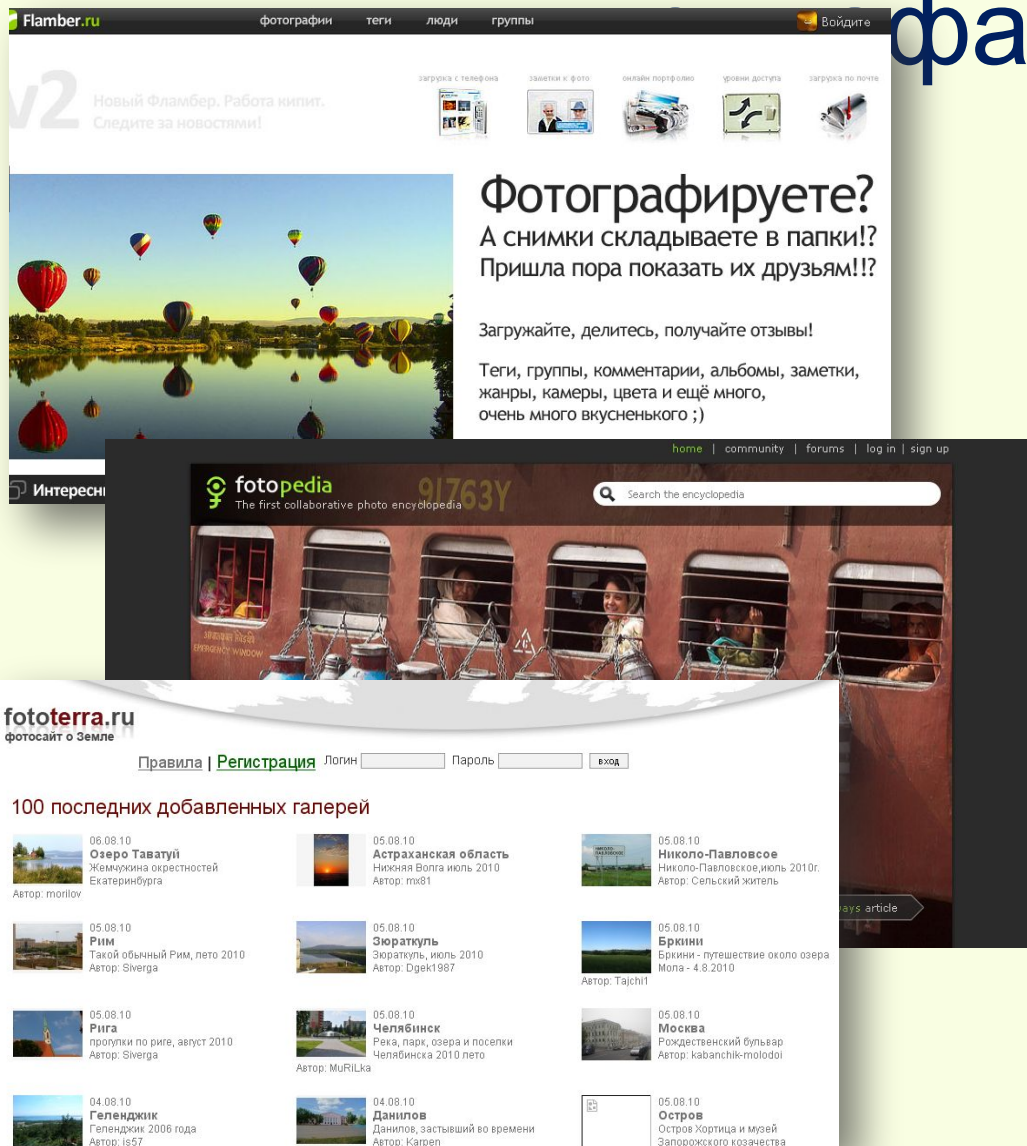 фа
Flamber.ru фотографии теги люди группы Войдите
v2
Новый Фламбер. Работа кипит.
Следите за новостями!
загрузка с телефона заметки к фото онлайн портфолио уровни доступа загрузка по почте
Фотографируете?
А снимки складываете в папки!?
Пришла пора показать их друзьям!!?
Загружайте, делитесь, получайте отзывы!
Теги, группы, комментарии, альбомы, заметки,
жанры, камеры, цвета и ещё много,
очень много вкусненького ;)
Интересн
home | community | forums | log in | sign up
fotopedia
The first collaborative photo encyclopedia
91763Y
Search the encyclopedia
EMERGENCY WINDOW
ays article
fototerra.ru
фотосайт о Земле
Правила | Регистрация Логин Пароль вход
100 последних добавленных галерей
06.08.10
Озеро Таватуй
Жемчужина окрестностей
Екатеринбурга
Автор: morilov
05.08.10
Астраханская область
Нижняя Волга июль 2010
Автор: mx81
05.08.10
Николо-Павловсое
Николо-Павловское,июль 2010г.
Автор: Сельский житель
05.08.10
Рим
Такой обычный Рим, лето 2010
Автор: Siverga
05.08.10
Зюраткуль
Зюраткуль, июль 2010
Автор: Dgek1987
05.08.10
Бркини
Бркини - путешествие около озера
Мола - 4.8.2010
Автор: Tajchi1
05.08.10
Рига
прогулки по риге, август 2010
Автор: Siverga
05.08.10
Челябинск
Река, парк, озера и поселки
Челябинска 2010 лето
Автор: MuRiLka
05.08.10
Москва
Рождественский бульвар
Автор: kabanchik-molodoi
04.08.10
Геленджик
Геленджик 2006 года
Автор: is57
04.08.10
Данилов
Данилов, застывший во времени
Автор: Karpen
05.08.10
Остров
Остров Хортица и музей
Запорожского козачества